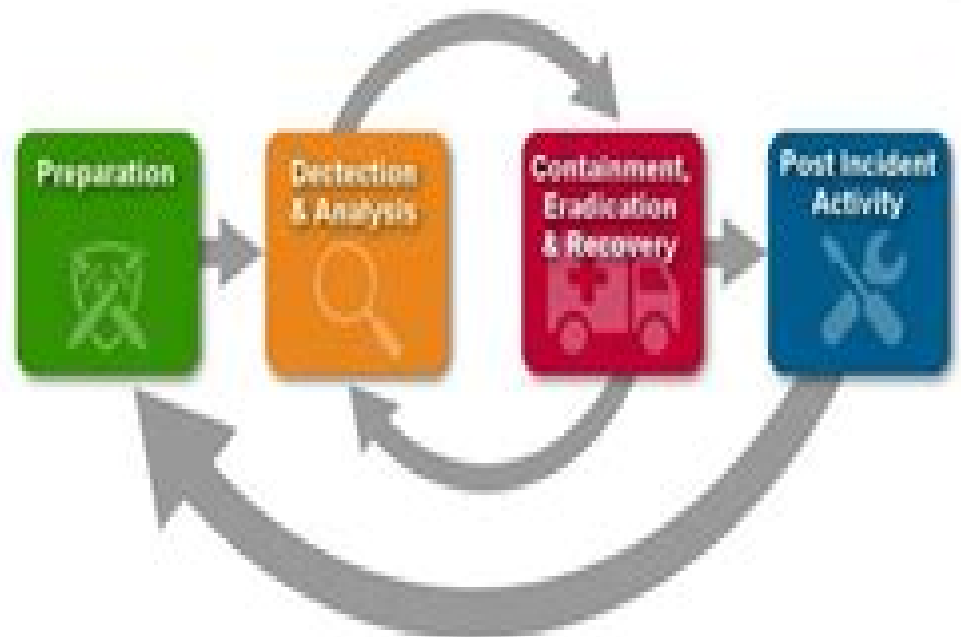 Preparation
Dectection
& Analysis
Containment,
Eradication
& Recovery
Post Incident
Activity